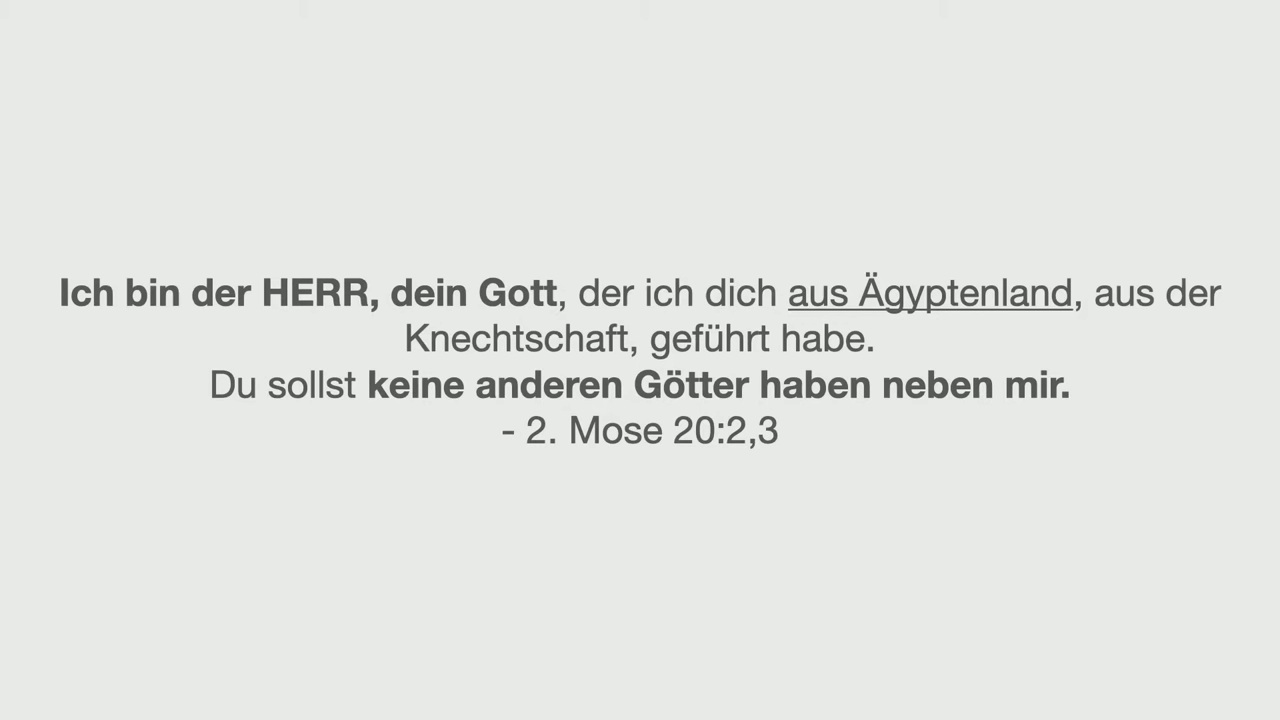 Ich bin der HERR, dein Gott, der ich dich aus Ägyptenland, aus der
Knechtschaft, geführt habe.
Du sollst keine anderen Götter haben neben mir.
- 2. Mose 20:2,3